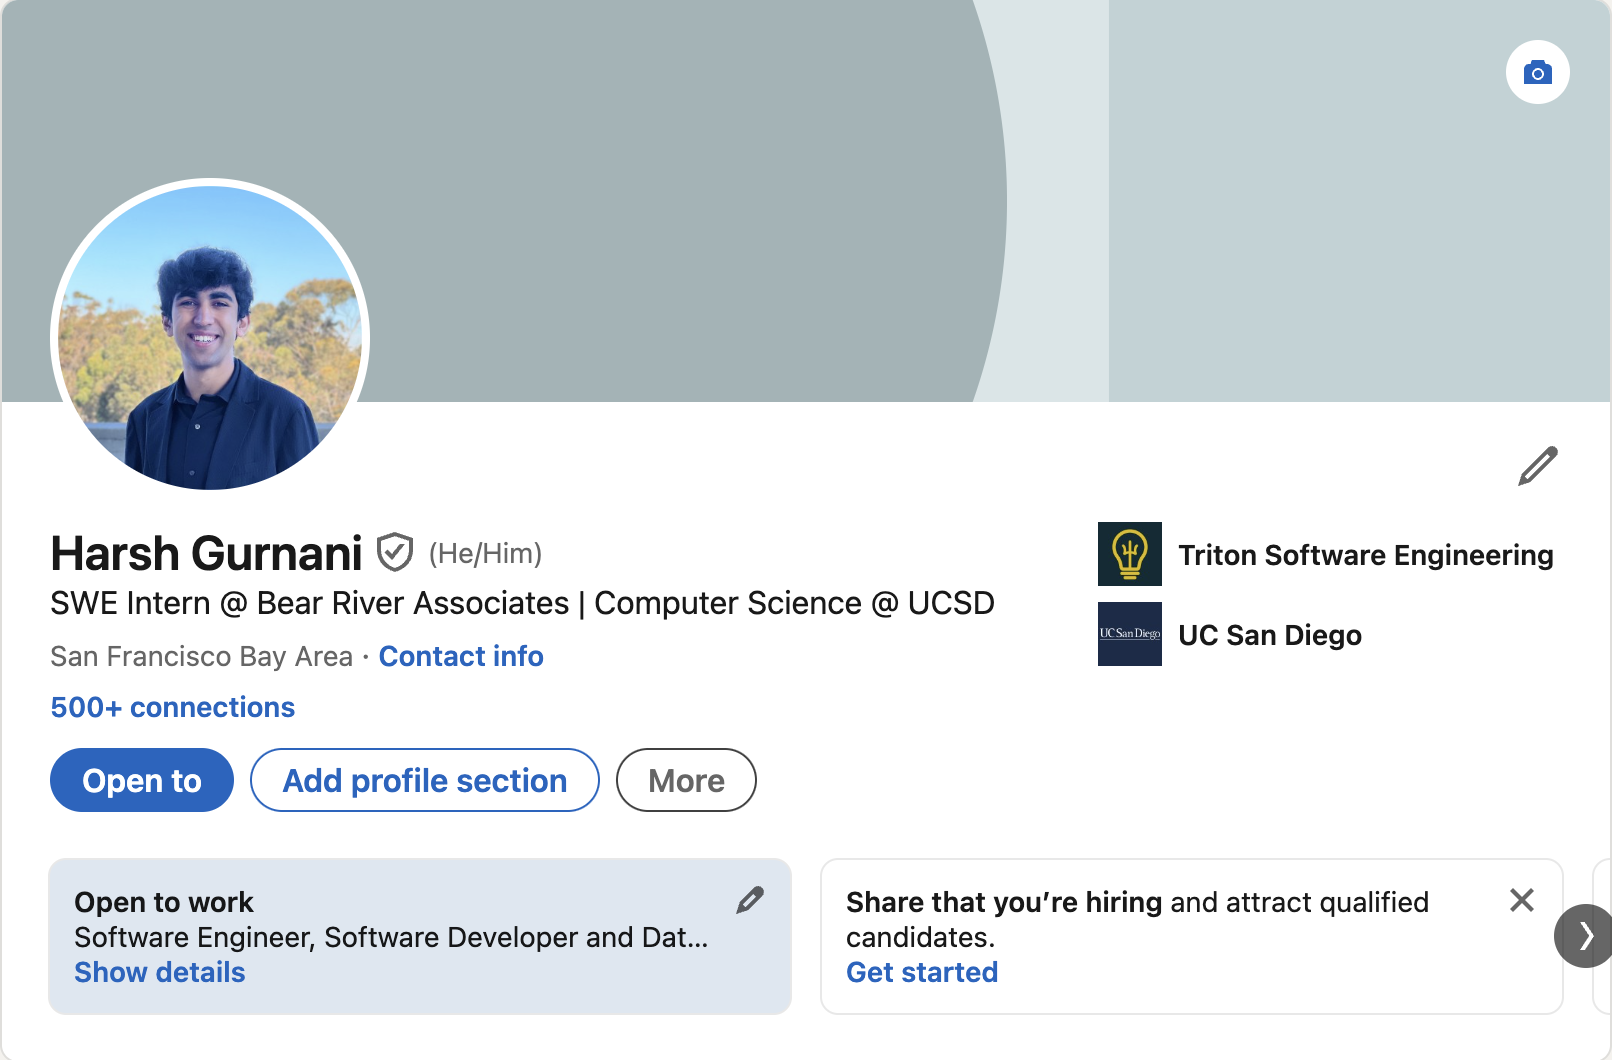 Harsh Gurnani (He/Him)
SWE Intern @ Bear River Associates | Computer Science @ UCSD
San Francisco Bay Area · Contact info
500+ connections
Open to
Add profile section
More
Triton Software Engineering
UC San Diego
UC San Diego
Open to work
Software Engineer, Software Developer and Dat...
Show details
Share that you’re hiring and attract qualified
candidates.
Get started